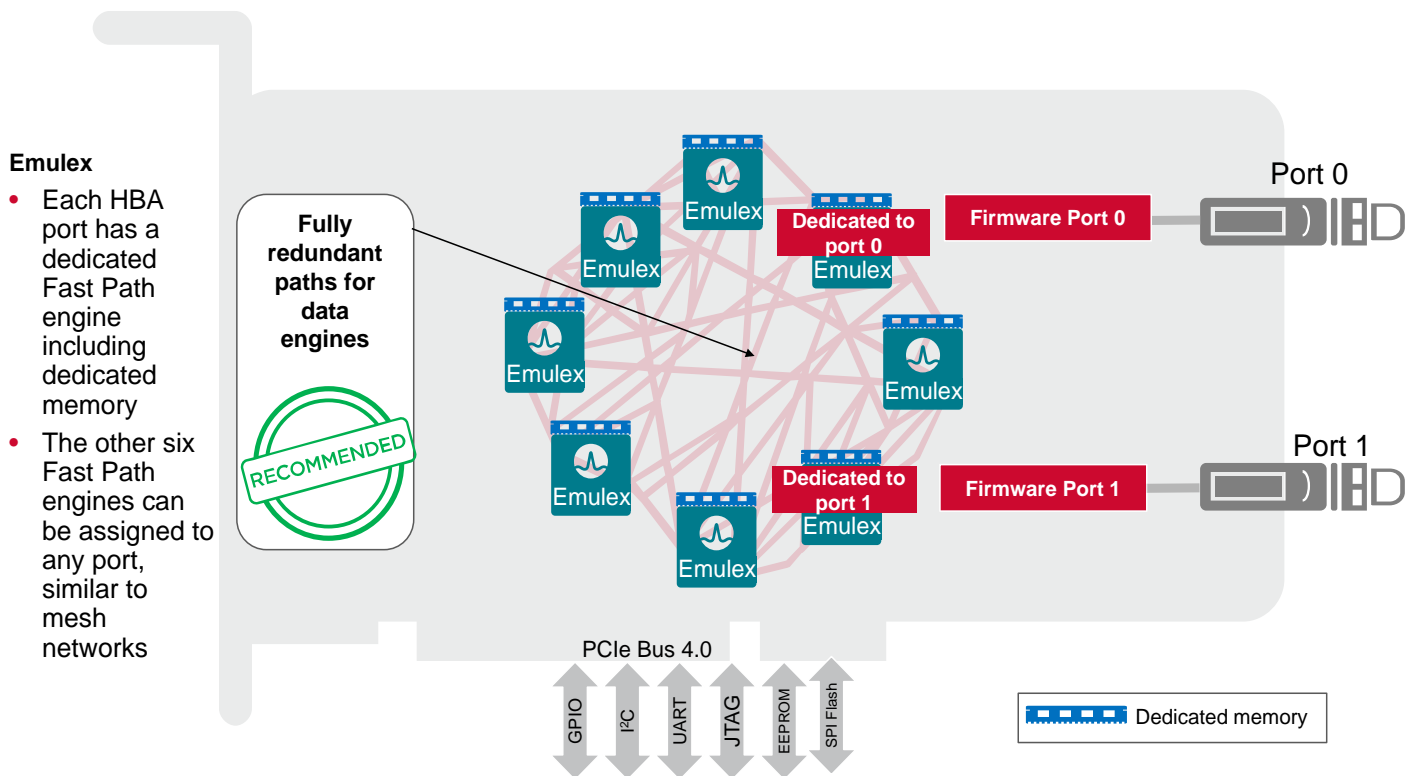 Emulex
• Each HBA
port has a
dedicated
Fast Path
engine
including
dedicated
memory
• The other six
Fast Path
engines can
be assigned to
any port,
similar to
mesh
networks
Fully
redundant
paths for
data
engines
RECOMMENDED
Emulex
Emulex
Emulex
Emulex
Emulex
Dedicated to
port 0
Emulex
Emulex
Dedicated to
port 1
Emulex
Firmware Port 0
Port 0
Firmware Port 1
Port 1
PCIe Bus 4.0
GPIO
I²C
UART
JTAG
EEPROM
SPI Flash
Dedicated memory